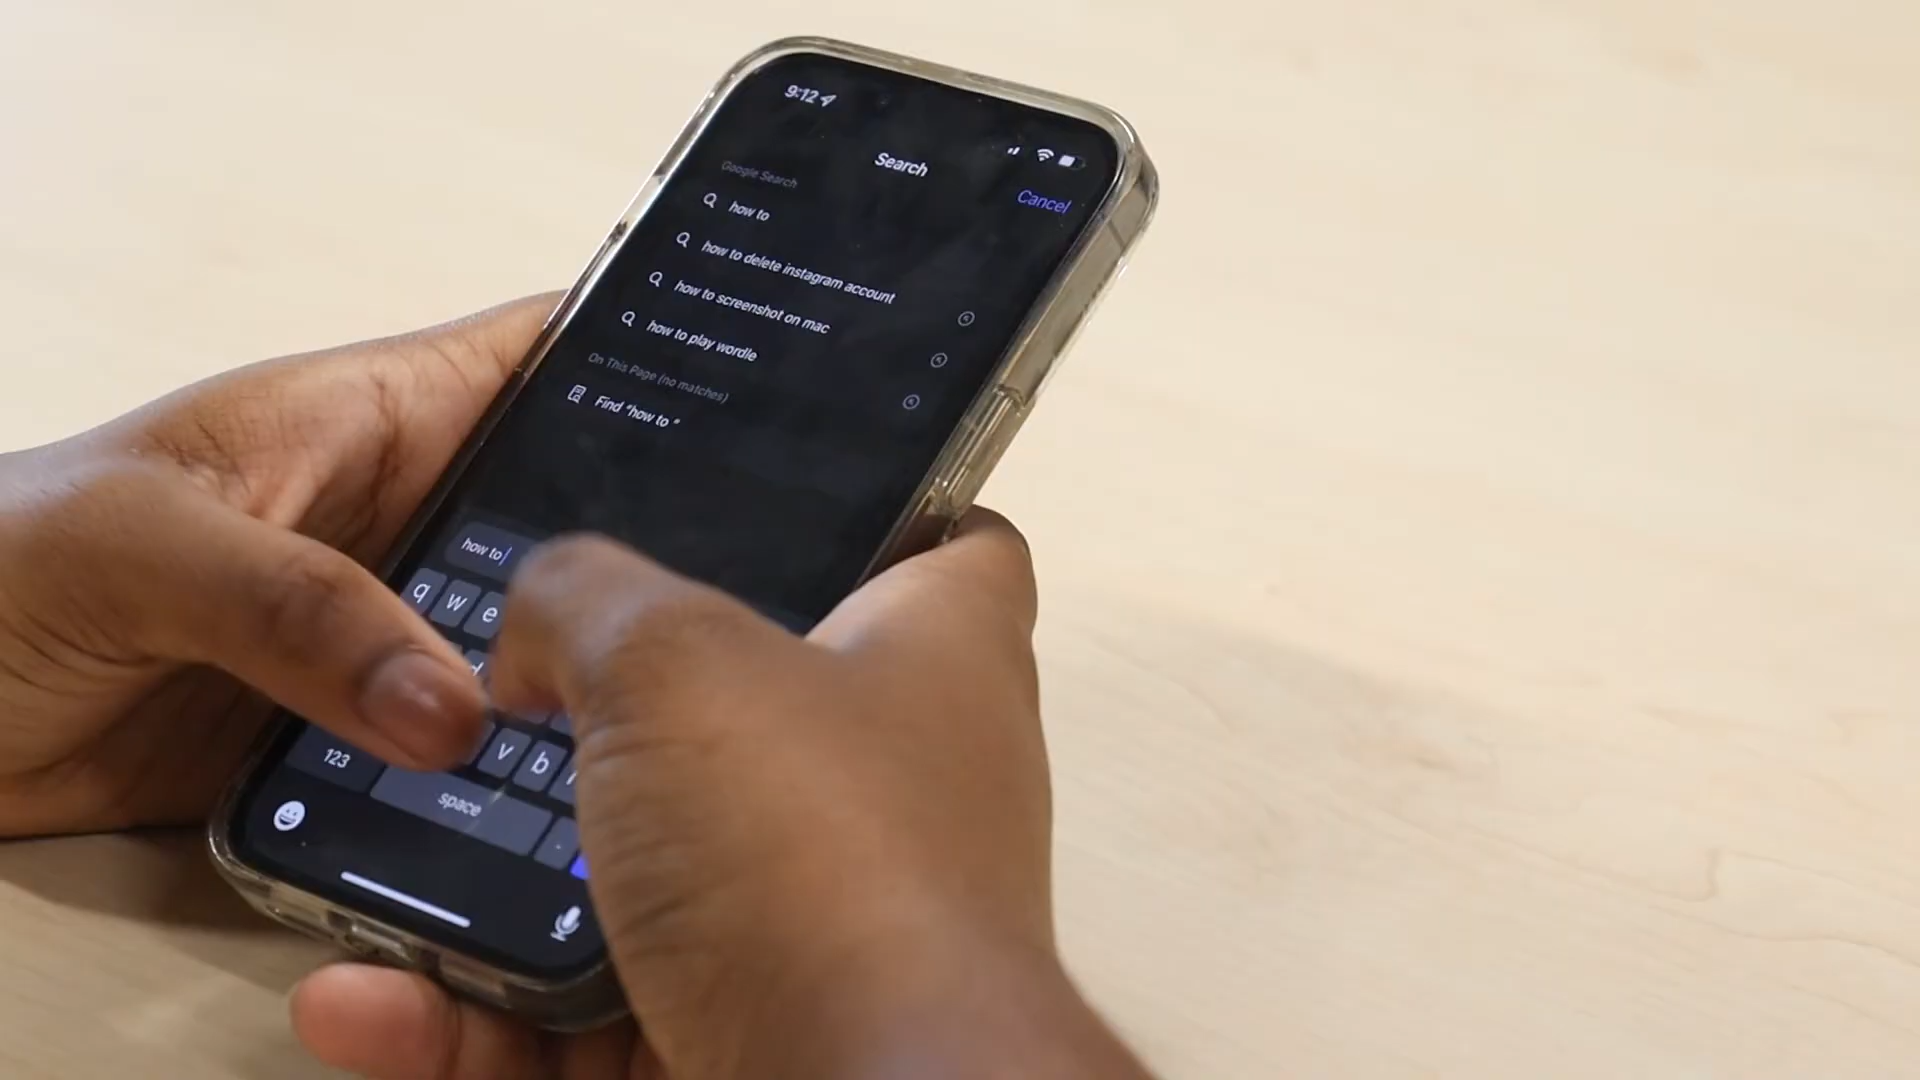 9:12
Search
Google Search
Cancel
how to
how to delete instagram account
how to screenshot on mac
how to play wordle
On This Page (no matches)
Find "how to "
how to
q w e
d
v b
123
space
.